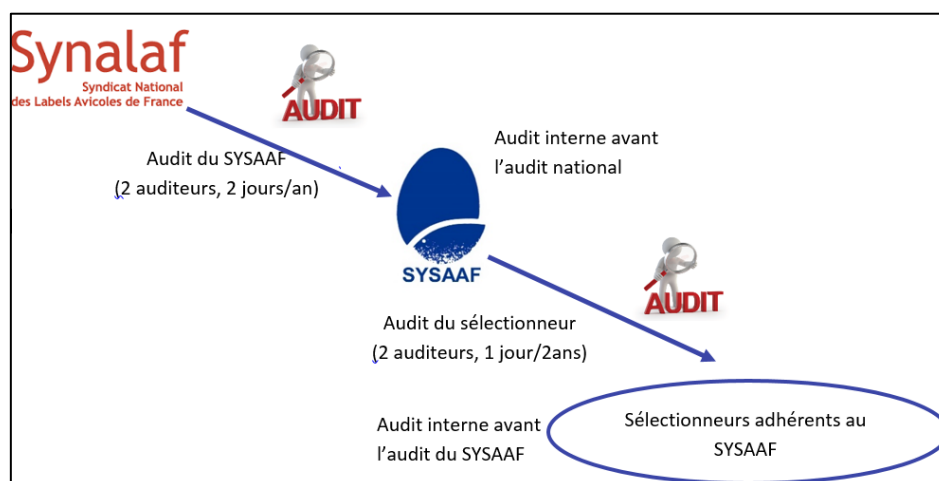 Synalaf
Syndicat National
des Labels Avicoles de France
AUDIT
Audit du SYSAAF
(2 auditeurs, 2 jours/an)
Audit interne avant
l’audit national
SYSAAF
AUDIT
Audit du sélectionneur
(2 auditeurs, 1 jour/2ans)
Audit interne avant
l’audit du SYSAAF
Sélectionneurs adhérents au
SYSAAF